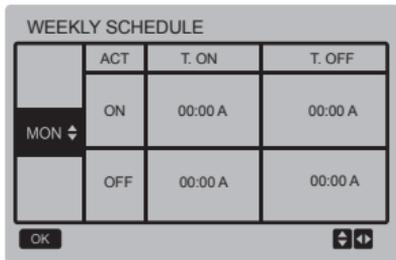 WEEKLY SCHEDULE
ACT T. ON T. OFF
ON 00:00 A 00:00 A
MON
OFF 00:00 A 00:00 A
OK